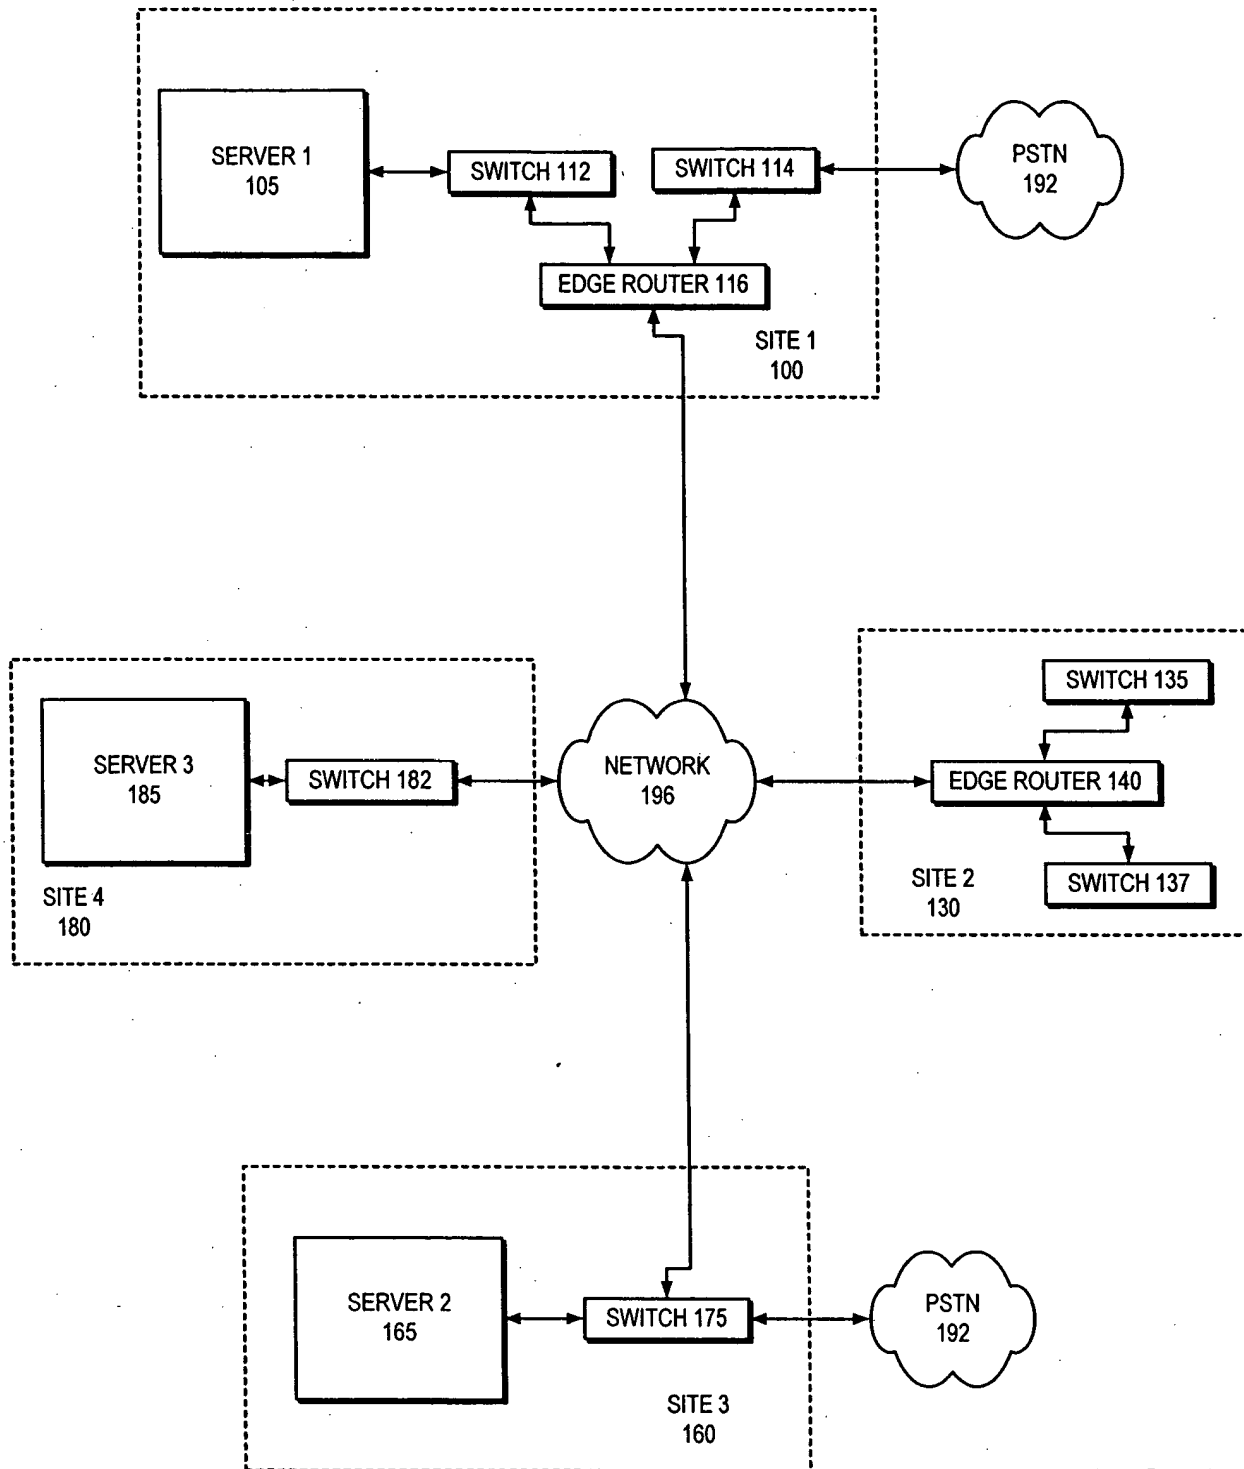 SERVER 1
105
SWITCH 112
SWITCH 114
PSTN
192
EDGE ROUTER 116
SITE 1
100
SERVER 3
185
SWITCH 182
SITE 4
180
NETWORK
196
SWITCH 135
EDGE ROUTER 140
SWITCH 137
SITE 2
130
SERVER 2
165
SWITCH 175
PSTN
192
SITE 3
160